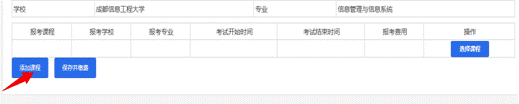 学校 成都信息工程大学 专业 信息管理与信息系统
报考课程 报考学校 报考专业 考试开始时间 考试结束时间 报考费用 操作
选择课程
添加课程 保存并缴费